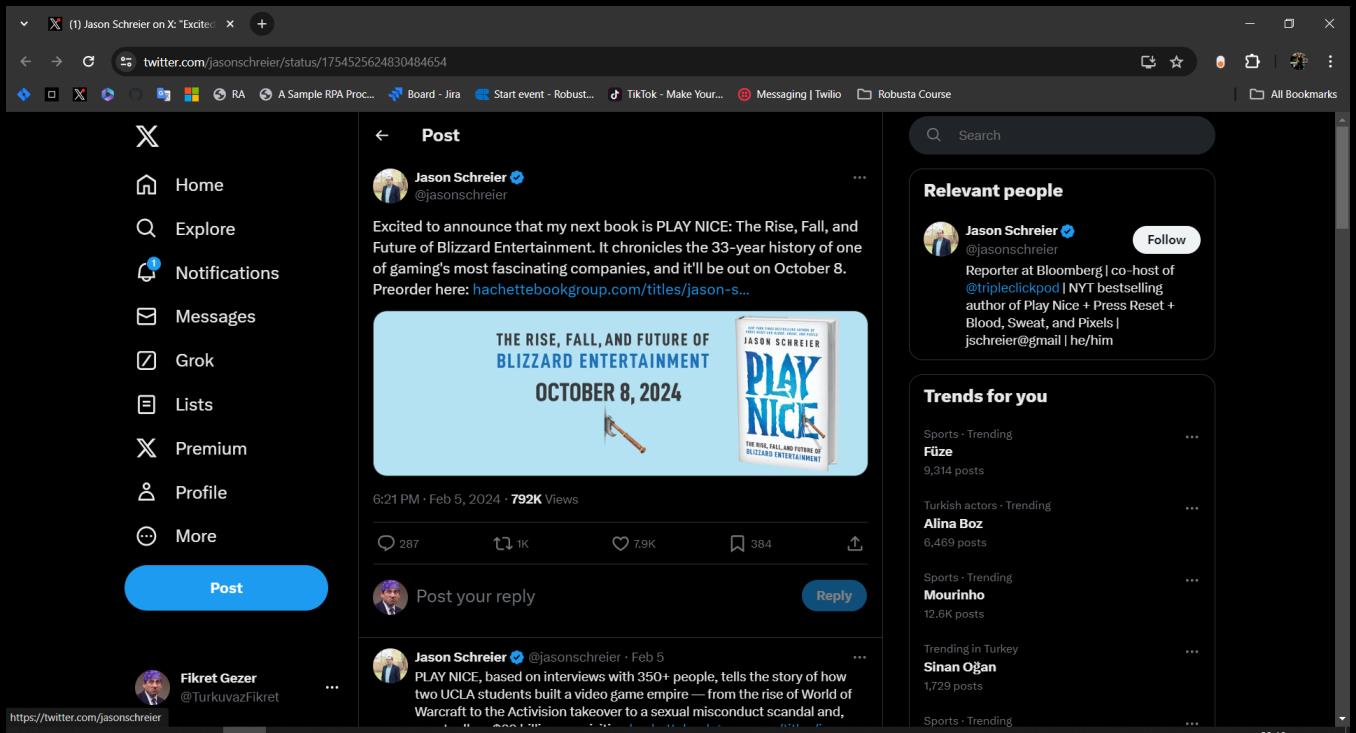 (1) Jason Schreier on X: "Excited
twitter.com/jasonschreier/status/1754525624830484654
RA
A Sample RPA Proc...
Board - Jira
Start event - Robust...
TikTok - Make Your...
Messaging | Twilio
Robusta Course
All Bookmarks
Home
Explore
1
Notifications
Messages
Grok
Lists
Premium
Profile
More
Post
Fikret Gezer
@TurkuvazFikret
https://twitter.com/jasonschreier
Post
Jason Schreier
@jasonschreier
Excited to announce that my next book is PLAY NICE: The Rise, Fall, and
Future of Blizzard Entertainment. It chronicles the 33-year history of one
of gaming's most fascinating companies, and it'll be out on October 8.
Preorder here: hachettebookgroup.com/titles/jason-s...
THE RISE, FALL, AND FUTURE OF
BLIZZARD ENTERTAINMENT
OCTOBER 8, 2024
JASON SCHREIER
PLAY
NICE
THE RISE, FALL, AND FUTURE OF
BLIZZARD ENTERTAINMENT
6:21 PM · Feb 5, 2024 · 792K Views
287
1K
7.9K
384
Post your reply
Reply
Jason Schreier @jasonschreier · Feb 5
PLAY NICE, based on interviews with 350+ people, tells the story of how
two UCLA students built a video game empire — from the rise of World of
Warcraft to the Activision takeover to a sexual misconduct scandal and,
Search
Relevant people
Jason Schreier
@jasonschreier
Follow
Reporter at Bloomberg | co-host of
@tripleclickpod | NYT bestselling
author of Play Nice + Press Reset +
Blood, Sweat, and Pixels |
jschreier@gmail | he/him
Trends for you
Sports · Trending
Füze
9,314 posts
Turkish actors · Trending
Alina Boz
6,469 posts
Sports · Trending
Mourinho
12.6K posts
Trending in Turkey
Sinan Oğan
1,729 posts
Sports · Trending